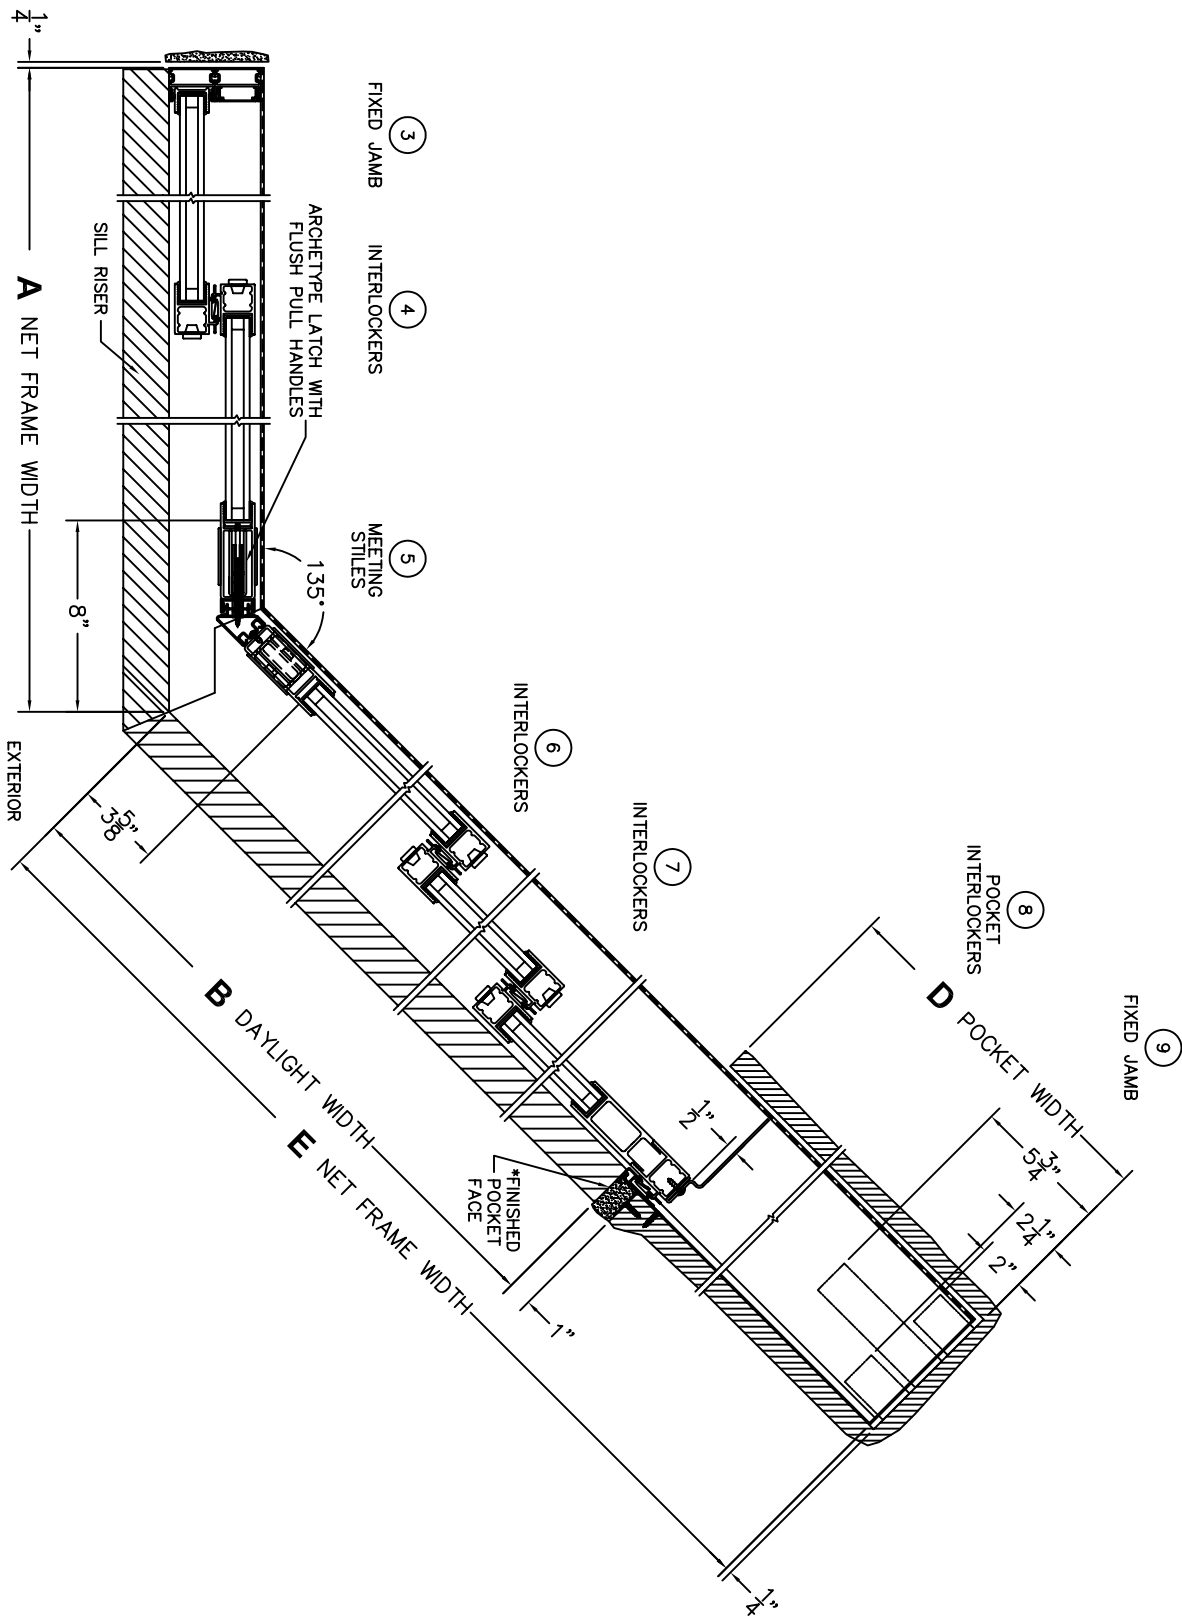 1/4"
3
FIXED JAMB
4
INTERLOCKERS
5
MEETING
STILES
6
INTERLOCKERS
7
INTERLOCKERS
8
POCKET
INTERLOCKERS
9
FIXED JAMB
ARCHETYPE LATCH WITH
FLUSH PULL HANDLES
SILL RISER
A NET FRAME WIDTH
8"
135°
EXTERIOR
3 5/8"
B DAYLIGHT WIDTH
E NET FRAME WIDTH
D POCKET WIDTH
5 3/4"
2 1/4"
2"
1/2"
*FINISHED
POCKET
FACE
1"
1/4"